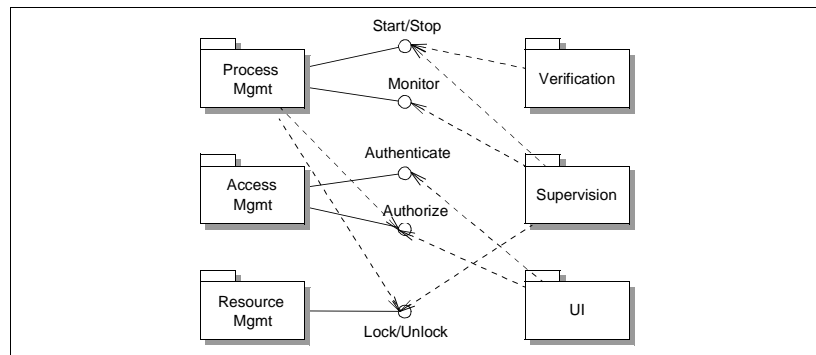 Start/Stop
Process
Mgmt
Verification
Monitor
Authenticate
Access
Mgmt
Supervision
Authorize
Resource
Mgmt
UI
Lock/Unlock